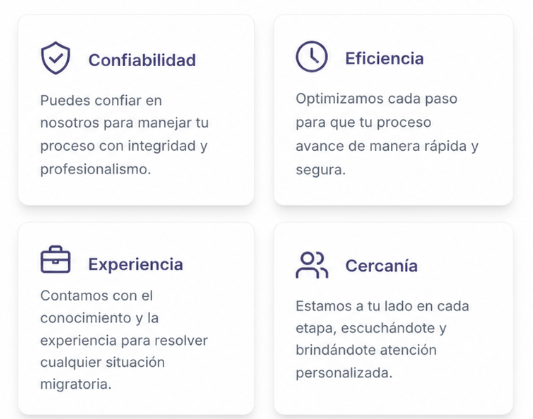 Confiabilidad
Puedes confiar en
nosotros para manejar tu
proceso con integridad y
profesionalismo.
Eficiencia
Optimizamos cada paso
para que tu proceso
avance de manera rápida y
segura.
Experiencia
Contamos con el
conocimiento y la
experiencia para resolver
cualquier situación
migratoria.
Cercanía
Estamos a tu lado en cada
etapa, escuchándote y
brindándote atención
personalizada.